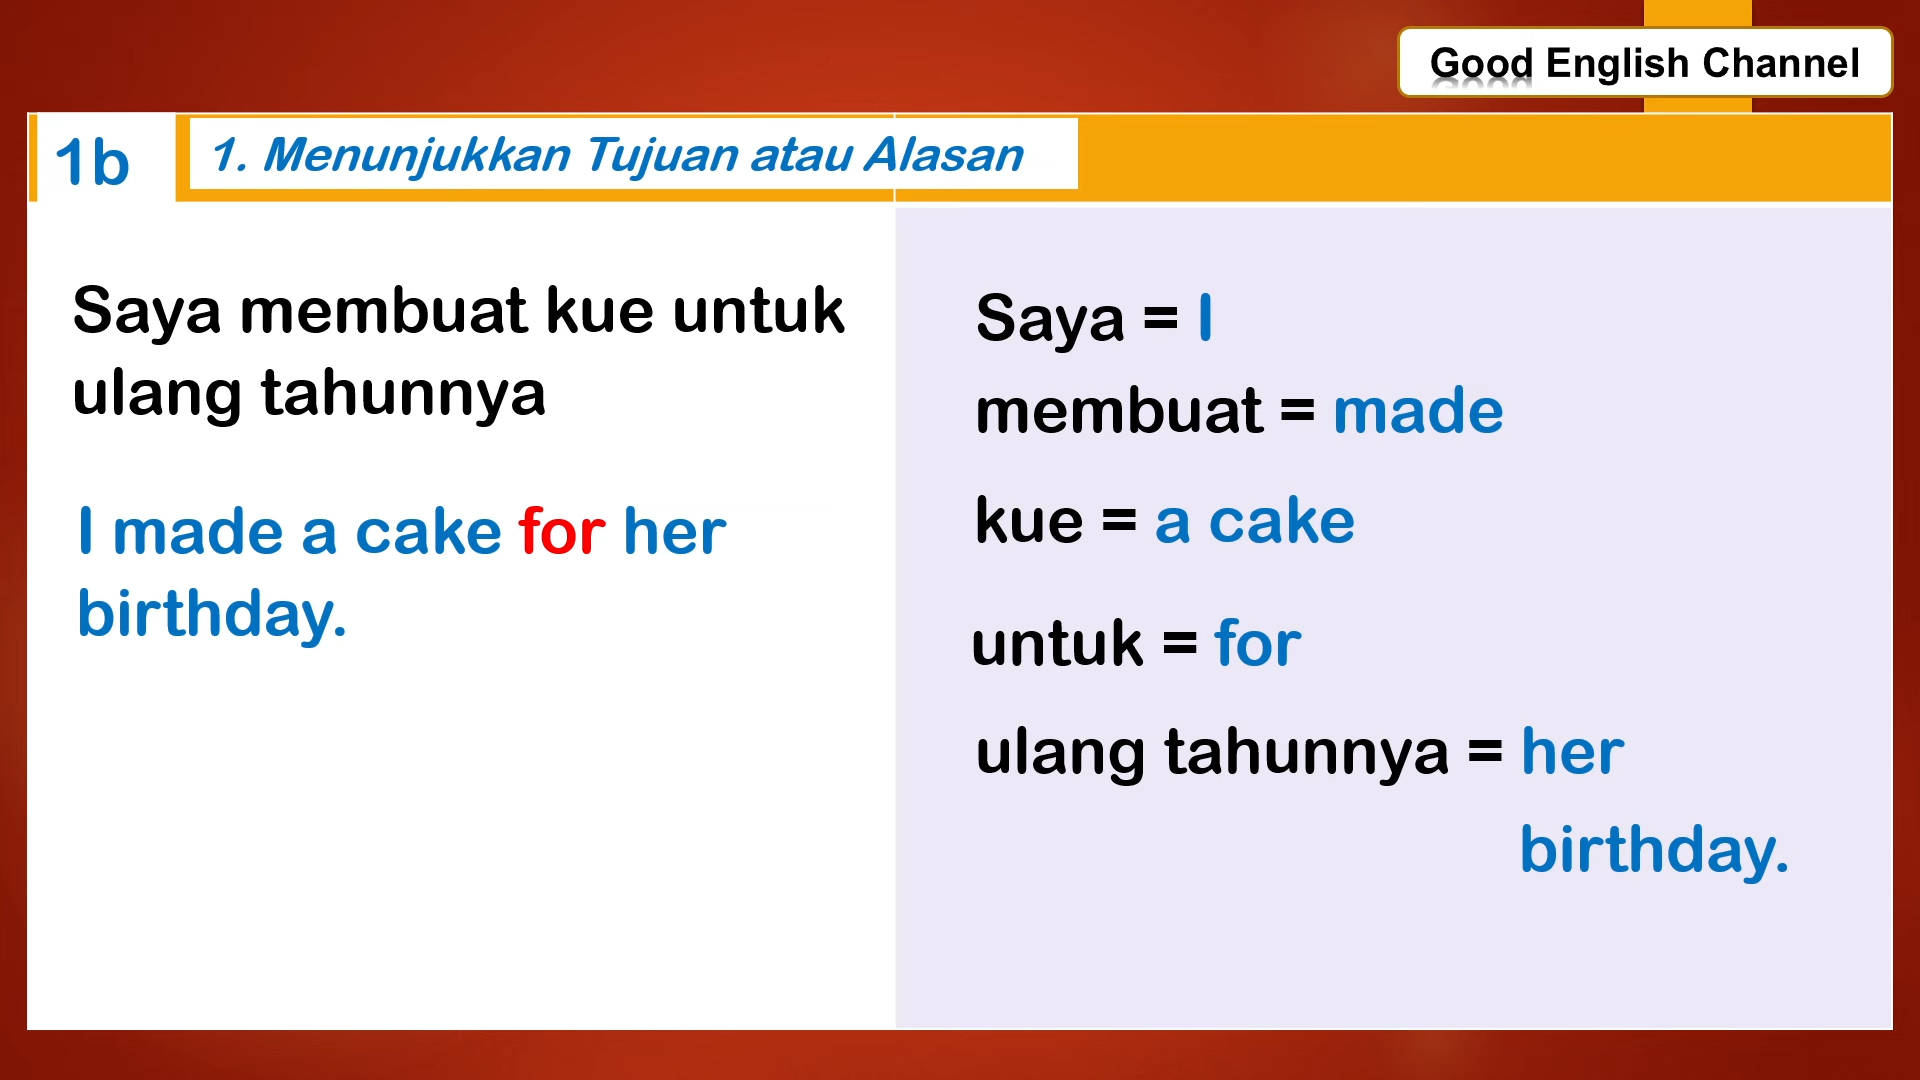 Good English Channel
1b
1. Menunjukkan Tujuan atau Alasan
Saya membuat kue untuk
ulang tahunnya
I made a cake for her
birthday.
Saya = I
membuat = made
kue = a cake
untuk = for
ulang tahunnya = her
birthday.